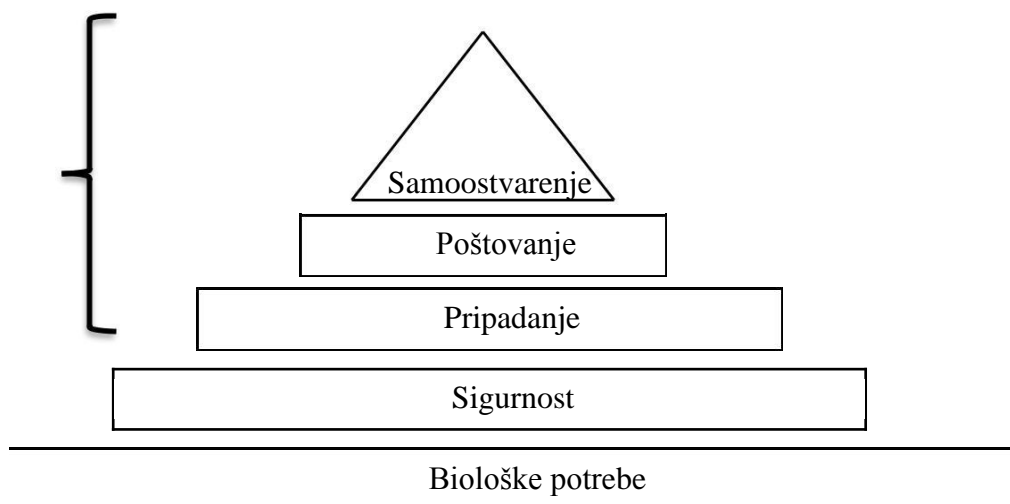 Samoostvarenje
Poštovanje
Pripadanje
Sigurnost
Biološke potrebe